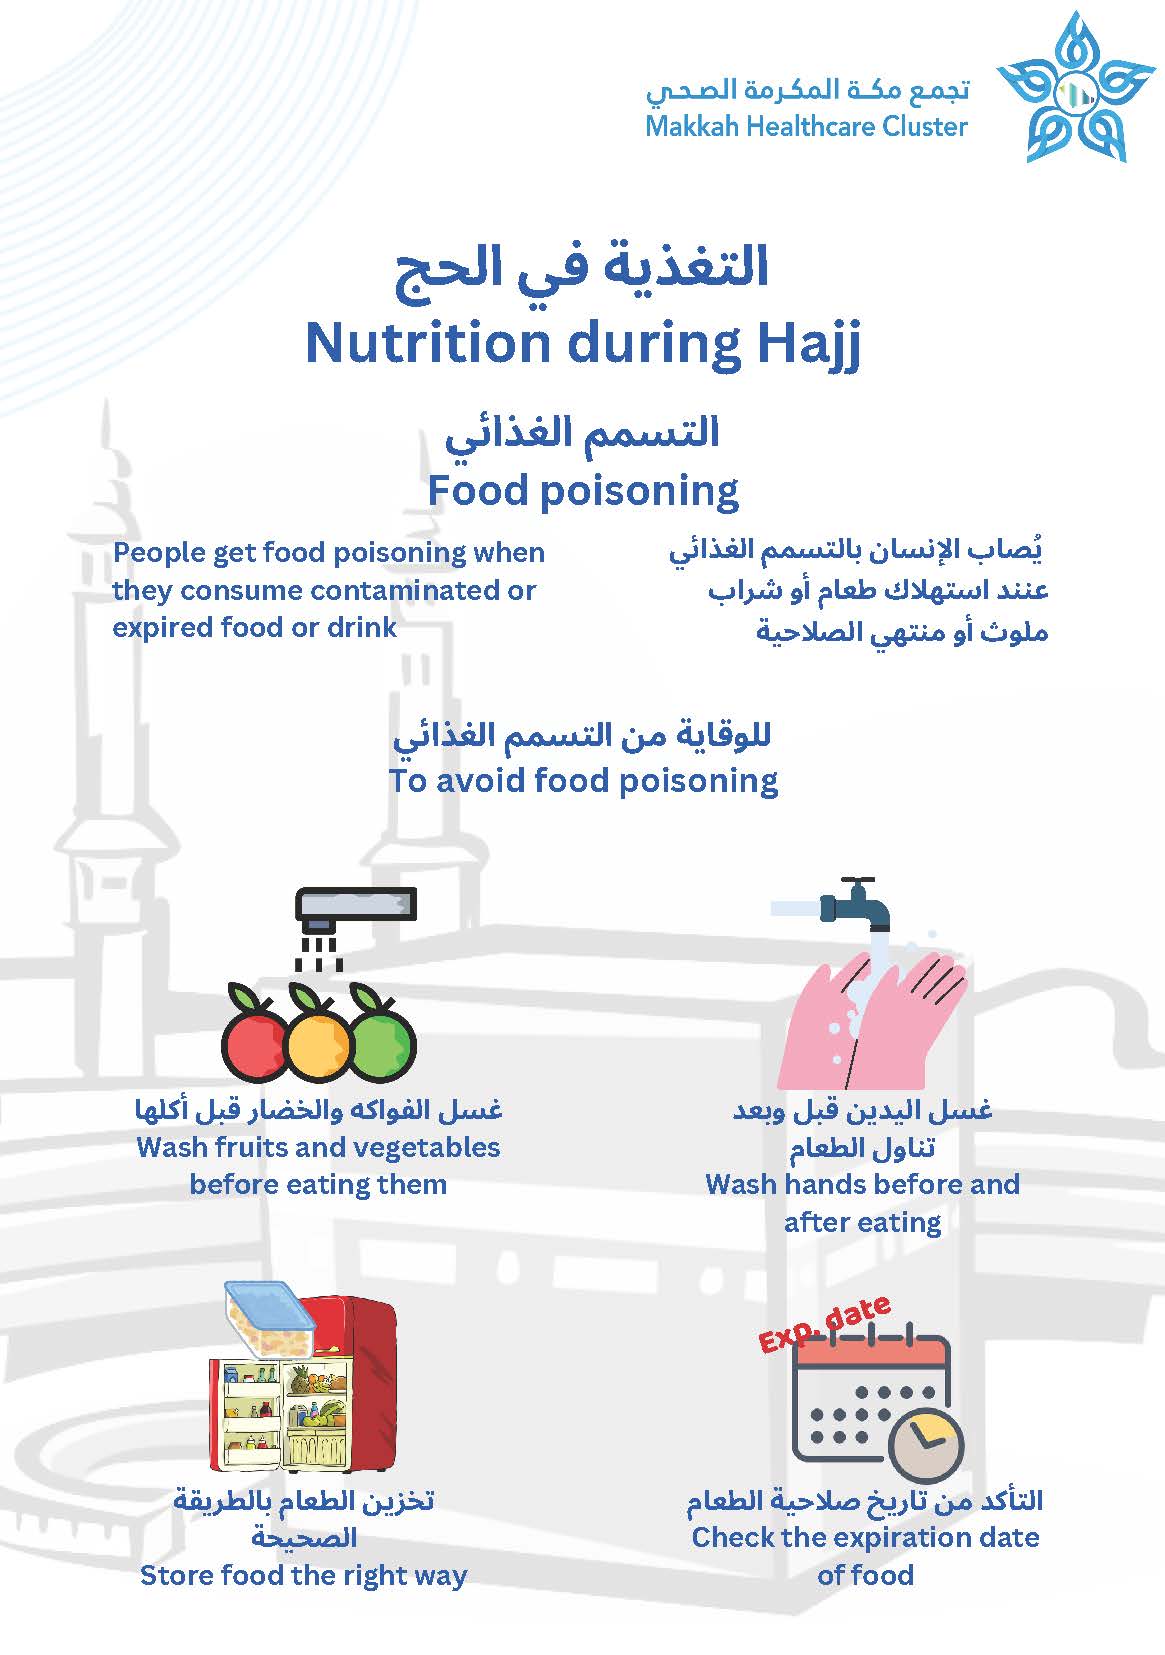 تجمع مكة المكرمة الصحي
Makkah Healthcare Cluster
التغذية في الحج
Nutrition during Hajj
التسمم الغذائي
Food poisoning
People get food poisoning when
they consume contaminated or
expired food or drink
يُصاب الإنسان بالتسمم الغذائي
عنند استهلاك طعام أو شراب
ملوث أو منتهي الصلاحية
للوقاية من التسمم الغذائي
To avoid food poisoning
غسل الفواكه والخضار قبل أكلها
Wash fruits and vegetables
before eating them
غسل اليدين قبل وبعد
تناول الطعام
Wash hands before and
after eating
تخزين الطعام بالطريقة
الصحيحة
Store food the right way
Exp. date
التأكد من تاريخ صلاحية الطعام
Check the expiration date
of food